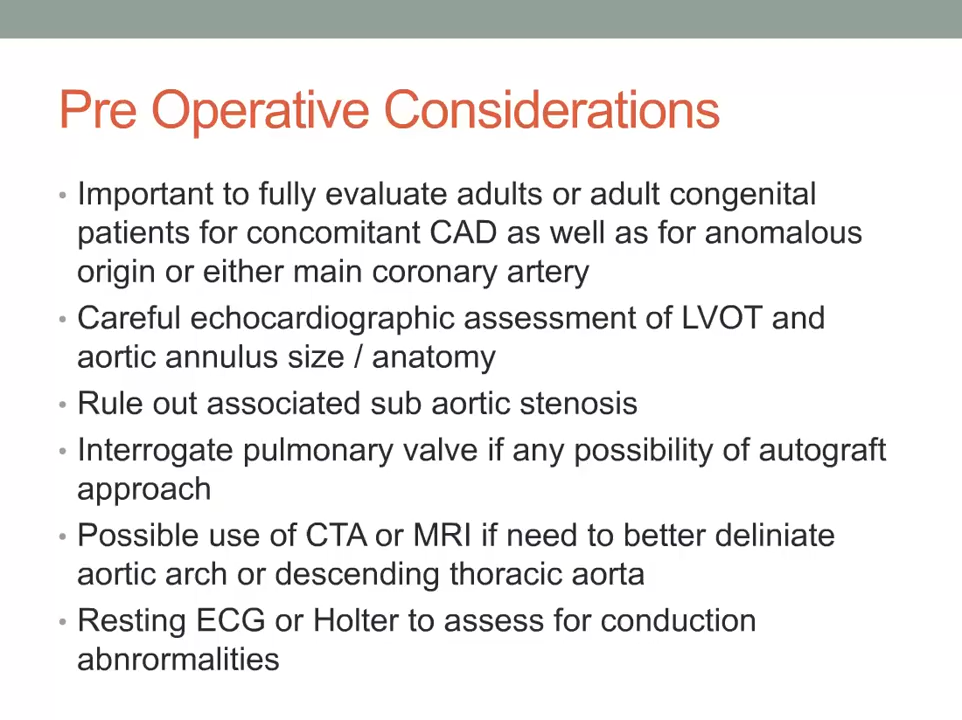 Pre Operative Considerations
• Important to fully evaluate adults or adult congenital
patients for concomitant CAD as well as for anomalous
origin or either main coronary artery
• Careful echocardiographic assessment of LVOT and
aortic annulus size / anatomy
• Rule out associated sub aortic stenosis
• Interrogate pulmonary valve if any possibility of autograft
approach
• Possible use of CTA or MRI if need to better deliniate
aortic arch or descending thoracic aorta
• Resting ECG or Holter to assess for conduction
abnrormalities